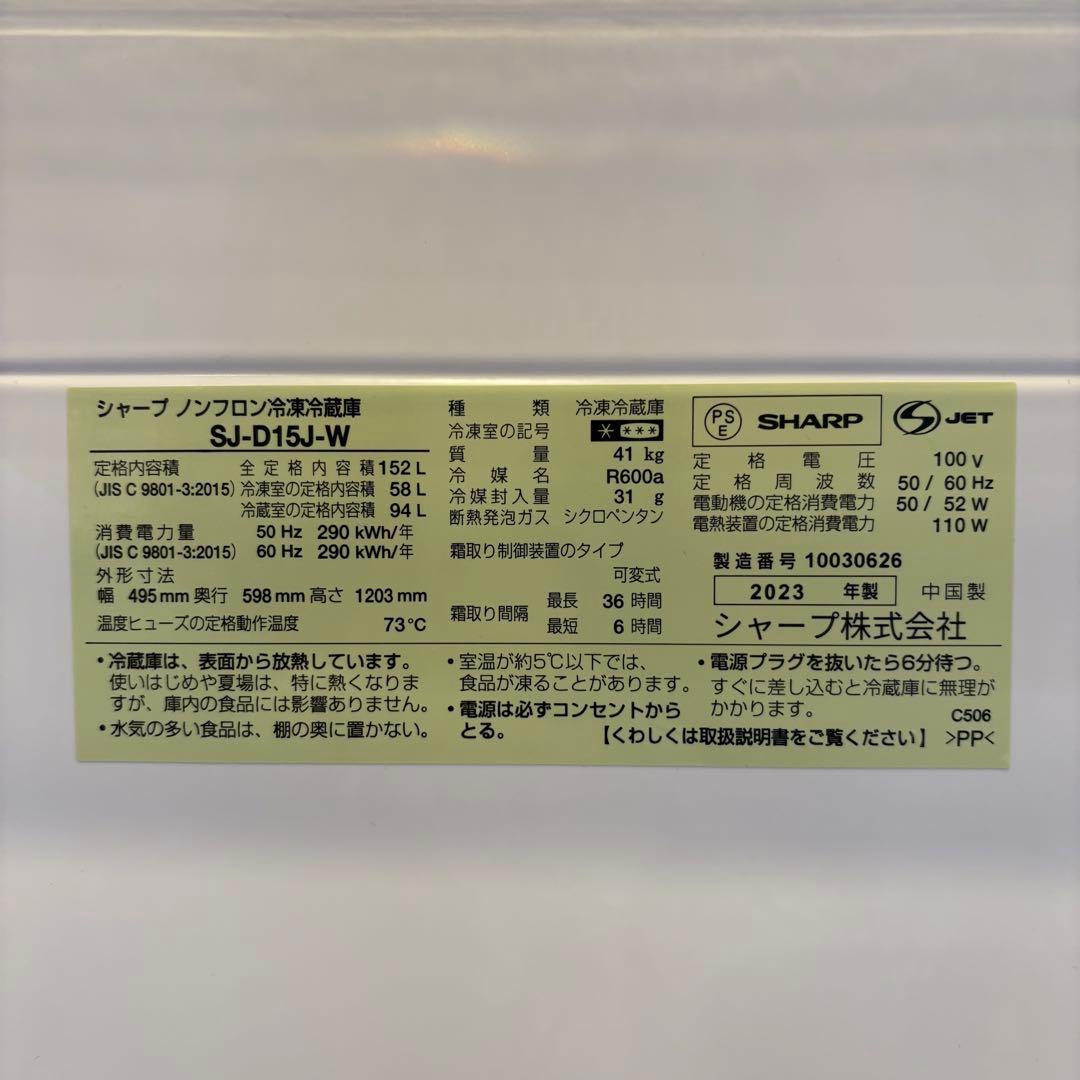 シャープ ノンフロン冷凍冷蔵庫
SJ-D15J-W
定格内容積 全定格内容積 152 L
(JIS C 9801-3:2015) 冷凍室の定格内容積 58 L
冷蔵室の定格内容積 94 L
消費電力量 50 Hz 290 kWh/年
(JIS C 9801-3:2015) 60 Hz 290 kWh/年
外形寸法
幅 495 mm 奥行 598 mm 高さ 1203 mm
温度ヒューズの定格動作温度 73℃
種類 冷凍冷蔵庫
冷凍室の記号 * ***
質量 41 kg
冷媒名 R600a
冷媒封入量 31 g
断熱発泡ガス シクロペンタン
霜取り制御装置のタイプ
可変式
霜取り間隔 最長 36 時間
最短 6 時間
PS
E
SHARP
JET
定格電圧 100 V
定格周波数 50 / 60 Hz
電動機の定格消費電力 50 / 52 W
電熱装置の定格消費電力 110 W
製造番号 10030626
2023 年製 中国製
シャープ株式会社
・冷蔵庫は、表面から放熱しています。
使いはじめや夏場は、特に熱くなりま
すが、庫内の食品には影響ありません。
・水気の多い食品は、棚の奥に置かない。
・室温が約5℃以下では、
食品が凍ることがあります。
・電源は必ずコンセントから
とる。
・電源プラグを抜いたら6分待つ。
すぐに差し込むと冷蔵庫に無理が
かかります。
C506
【くわしくは取扱説明書をご覧ください】 >PP<